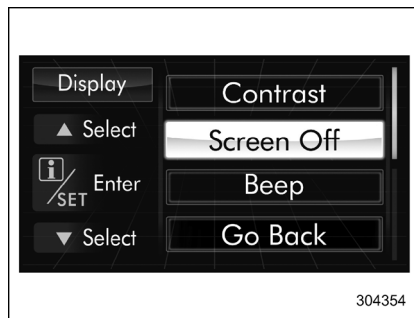 Display
▲ Select
i/SET Enter
▼ Select
Contrast
Screen Off
Beep
Go Back
304354